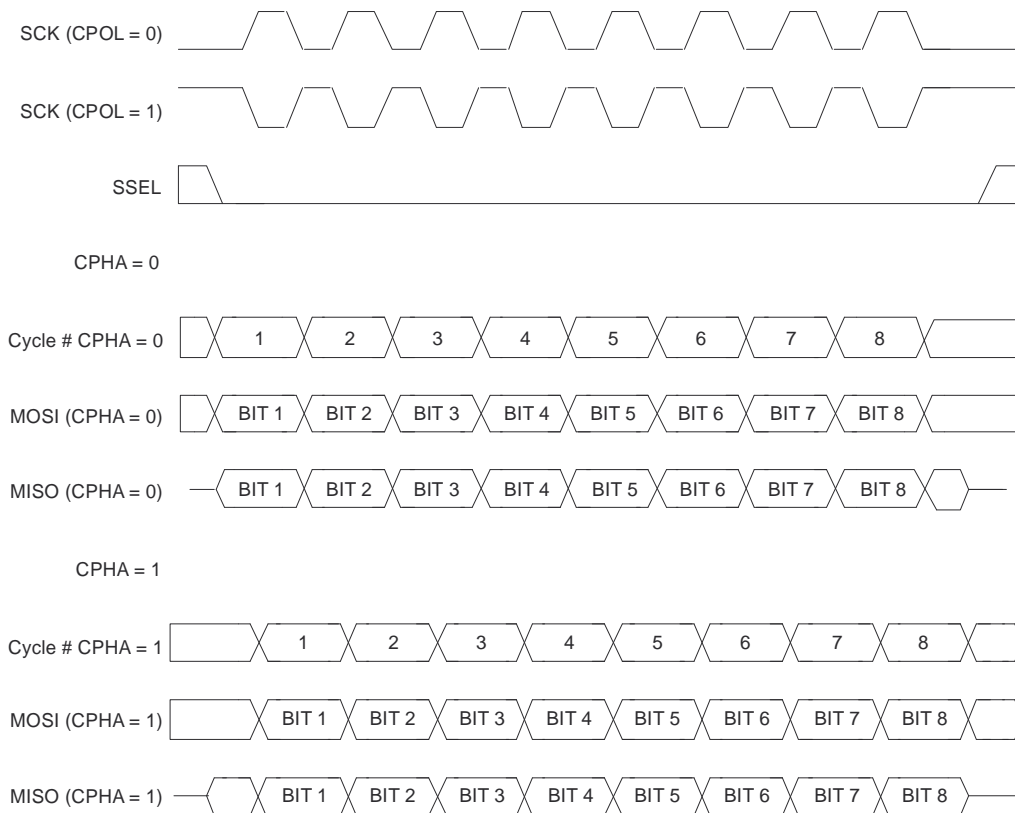 SCK (CPOL = 0)
SCK (CPOL = 1)
SSEL
CPHA = 0
Cycle # CPHA = 0 1 2 3 4 5 6 7 8
MOSI (CPHA = 0) BIT 1 BIT 2 BIT 3 BIT 4 BIT 5 BIT 6 BIT 7 BIT 8
MISO (CPHA = 0) BIT 1 BIT 2 BIT 3 BIT 4 BIT 5 BIT 6 BIT 7 BIT 8
CPHA = 1
Cycle # CPHA = 1 1 2 3 4 5 6 7 8
MOSI (CPHA = 1) BIT 1 BIT 2 BIT 3 BIT 4 BIT 5 BIT 6 BIT 7 BIT 8
MISO (CPHA = 1) BIT 1 BIT 2 BIT 3 BIT 4 BIT 5 BIT 6 BIT 7 BIT 8